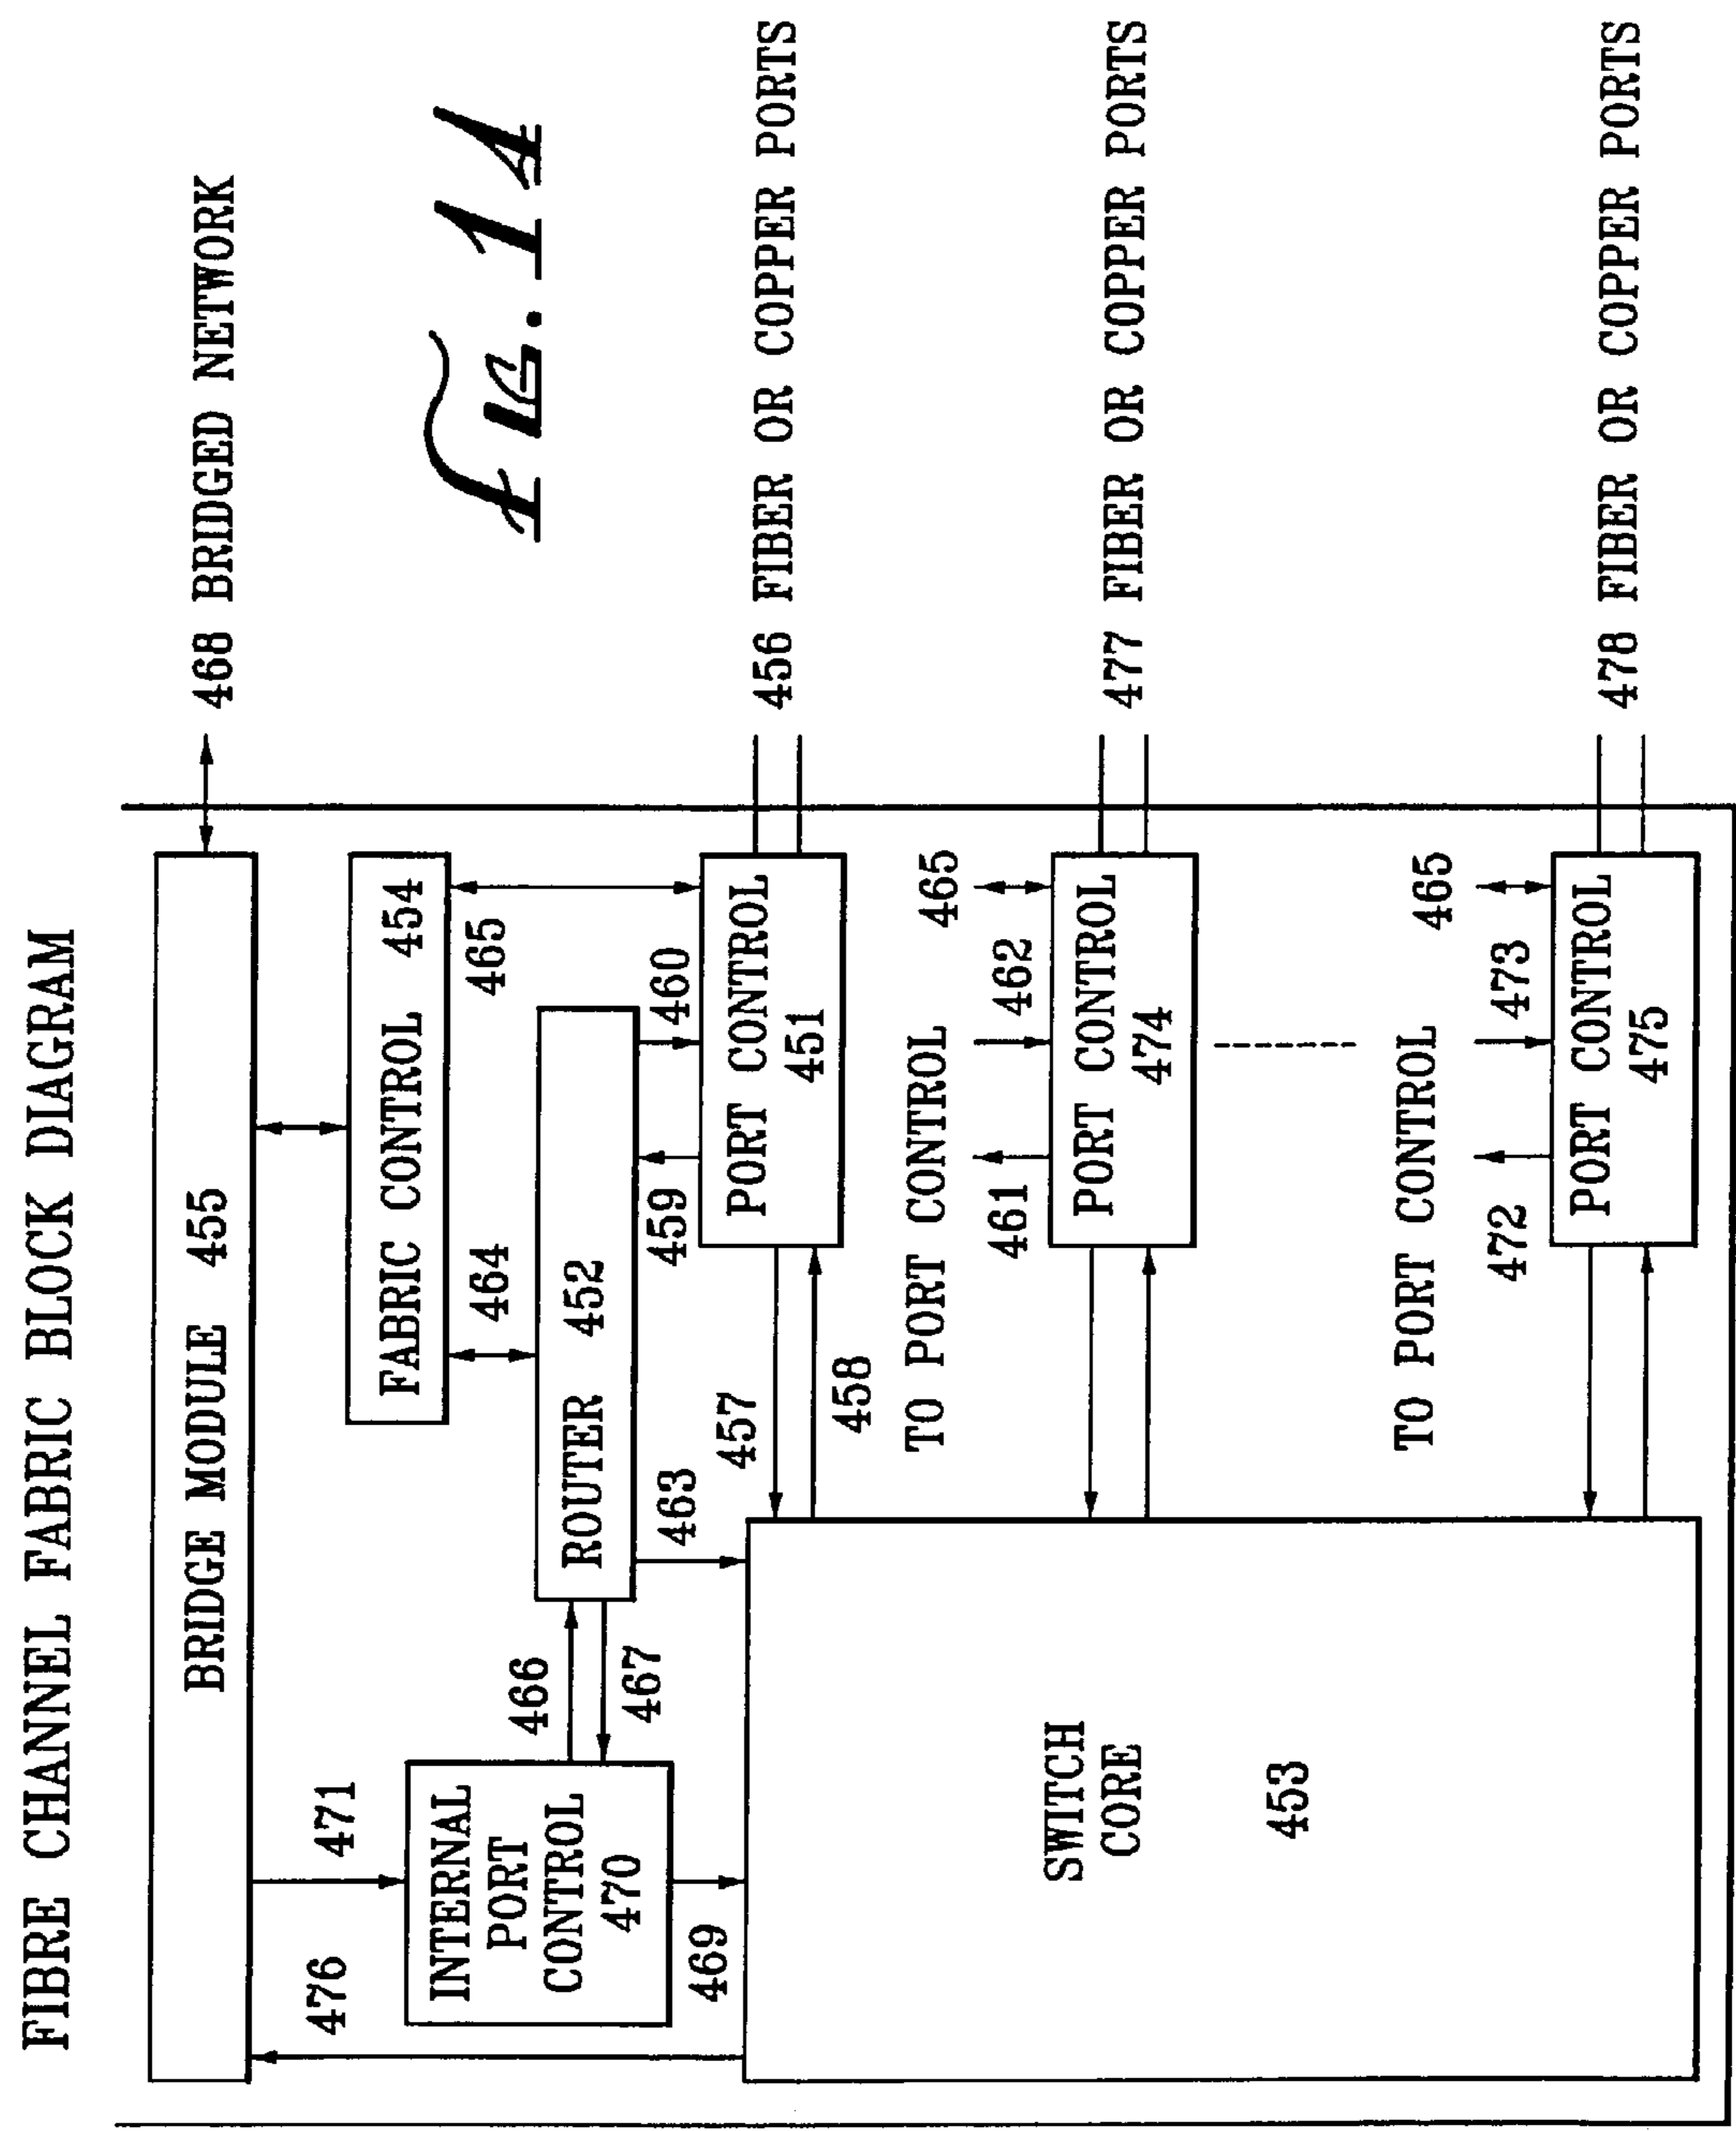 FIBRE CHANNEL FABRIC BLOCK DIAGRAM
468 BRIDGED NETWORK
BRIDGE MODULE 455
Fig. 1A
476
471
FABRIC CONTROL 454
464
465
INTERNAL
PORT
CONTROL
470
466
467
ROUTER 452
469
463
459
460
PORT CONTROL
451
456 FIBER OR COPPER PORTS
457
458
SWITCH
CORE
453
TO PORT CONTROL
465
461
462
PORT CONTROL
474
477 FIBER OR COPPER PORTS
TO PORT CONTROL
465
472
473
PORT CONTROL
475
478 FIBER OR COPPER PORTS